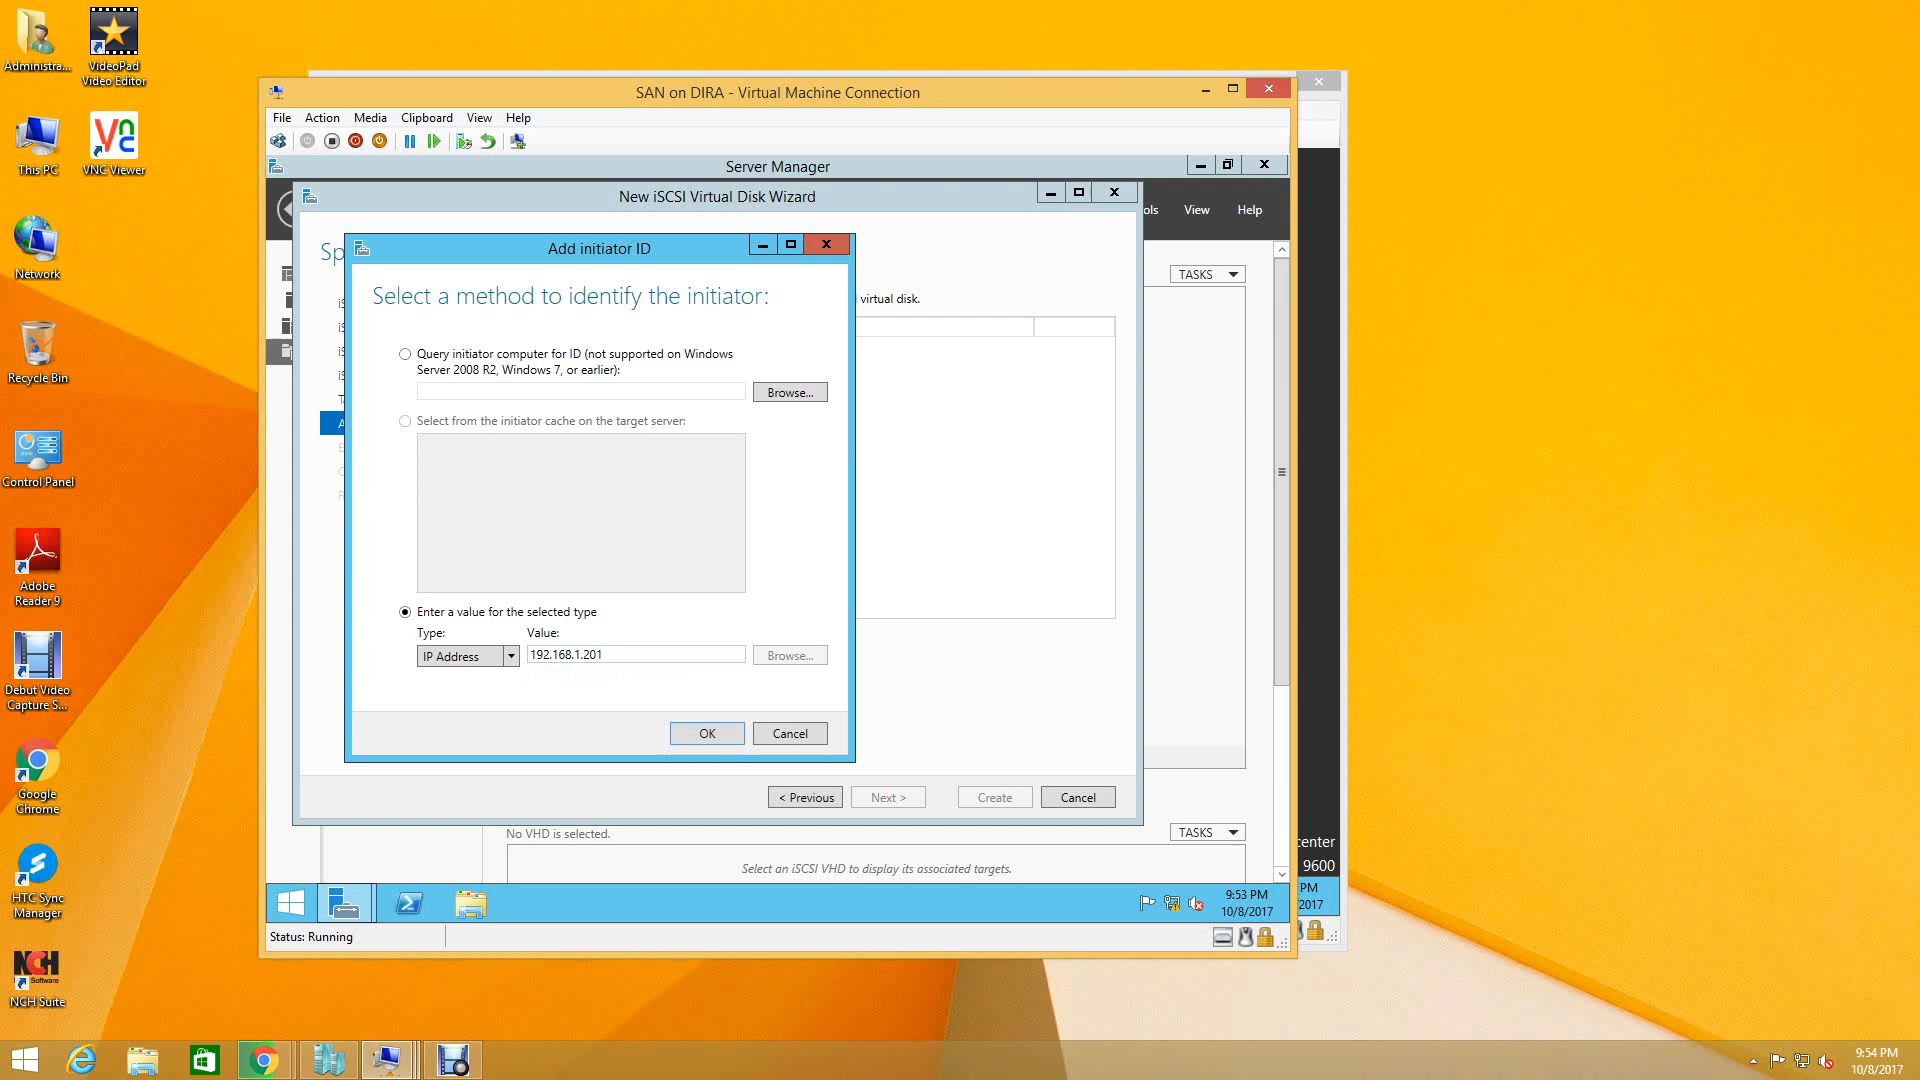 Administra...
VideoPad
Video Editor
This PC
VNC Viewer
Network
Recycle Bin
Control Panel
Adobe
Reader 9
Debut Video
Capture S...
Google
Chrome
HTC Sync
Manager
NCH
Software
NCH Suite
SAN on DIRA - Virtual Machine Connection
File Action Media Clipboard View Help
Server Manager
New iSCSI Virtual Disk Wizard
ols View Help
Sp
Add initiator ID
TASKS
Select a method to identify the initiator:
virtual disk.
Query initiator computer for ID (not supported on Windows
Server 2008 R2, Windows 7, or earlier):
Browse...
Select from the initiator cache on the target server:
Enter a value for the selected type
Type: Value:
IP Address 192.168.1.201 Browse...
OK Cancel
< Previous Next > Create Cancel
No VHD is selected.
TASKS
Select an iSCSI VHD to display its associated targets.
center
9600
PM
2017
9:53 PM
10/8/2017
Status: Running
9:54 PM
10/8/2017